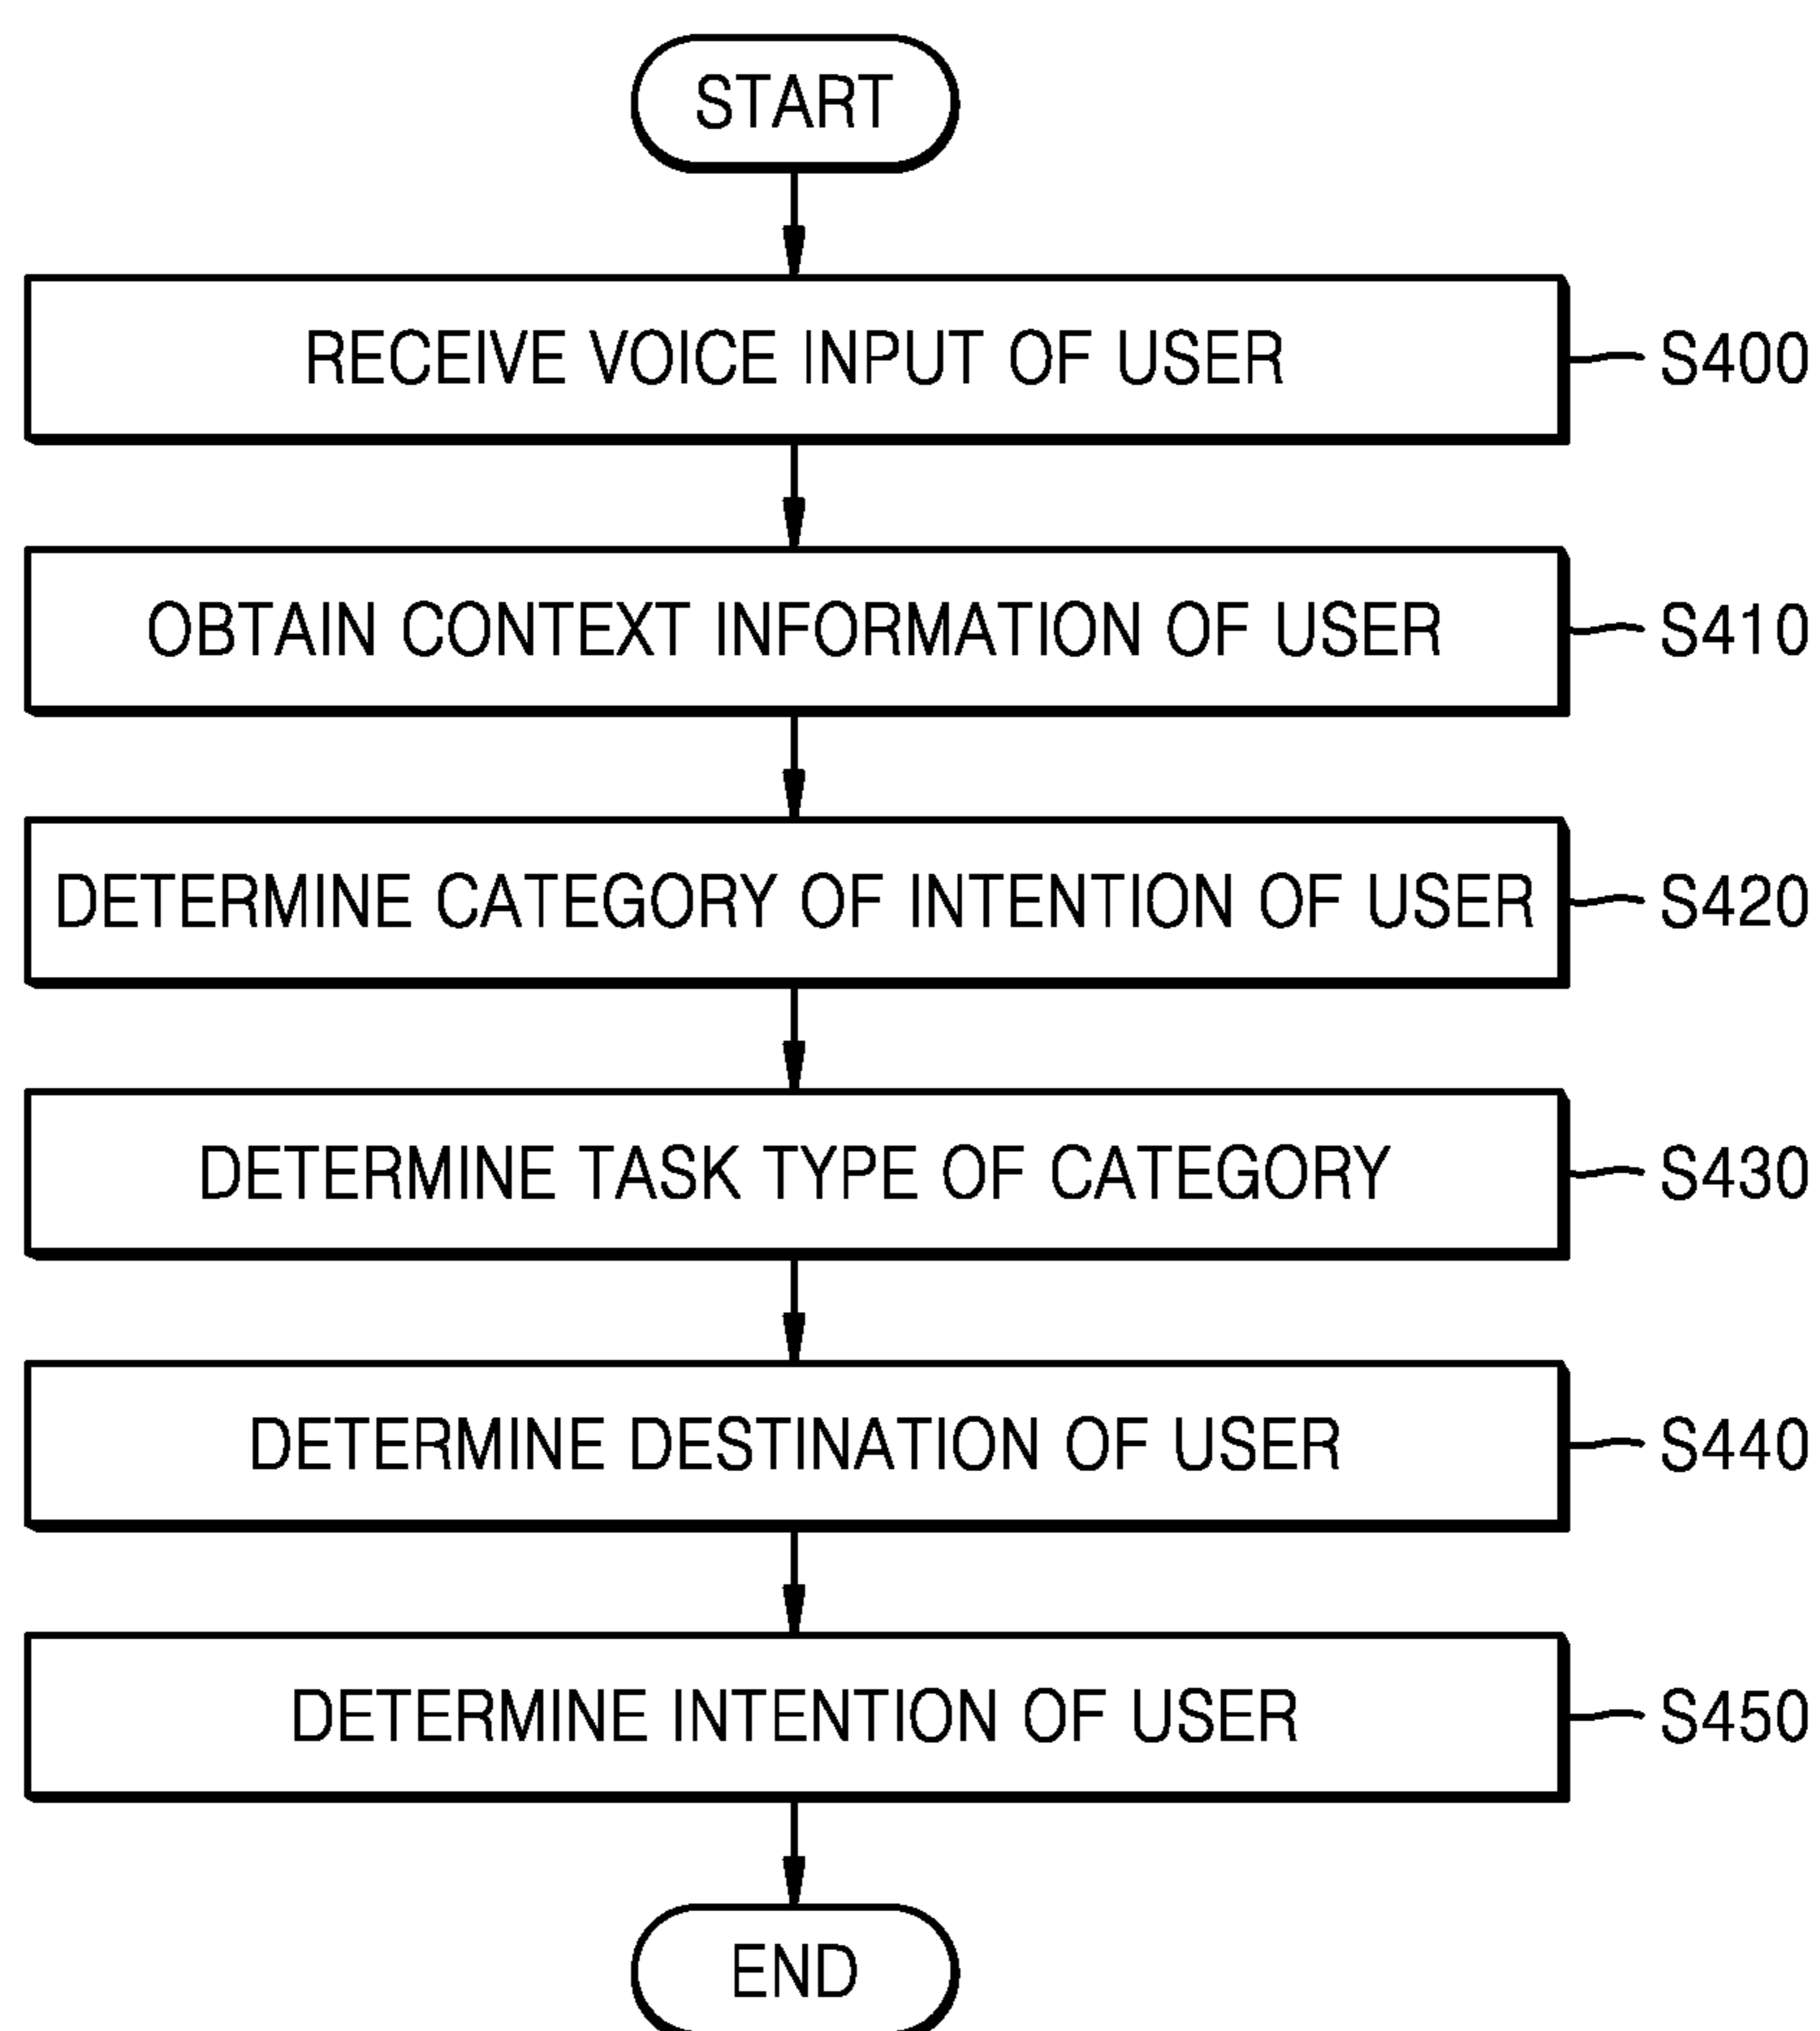 START
RECEIVE VOICE INPUT OF USER S400
OBTAIN CONTEXT INFORMATION OF USER S410
DETERMINE CATEGORY OF INTENTION OF USER S420
DETERMINE TASK TYPE OF CATEGORY S430
DETERMINE DESTINATION OF USER S440
DETERMINE INTENTION OF USER S450
END